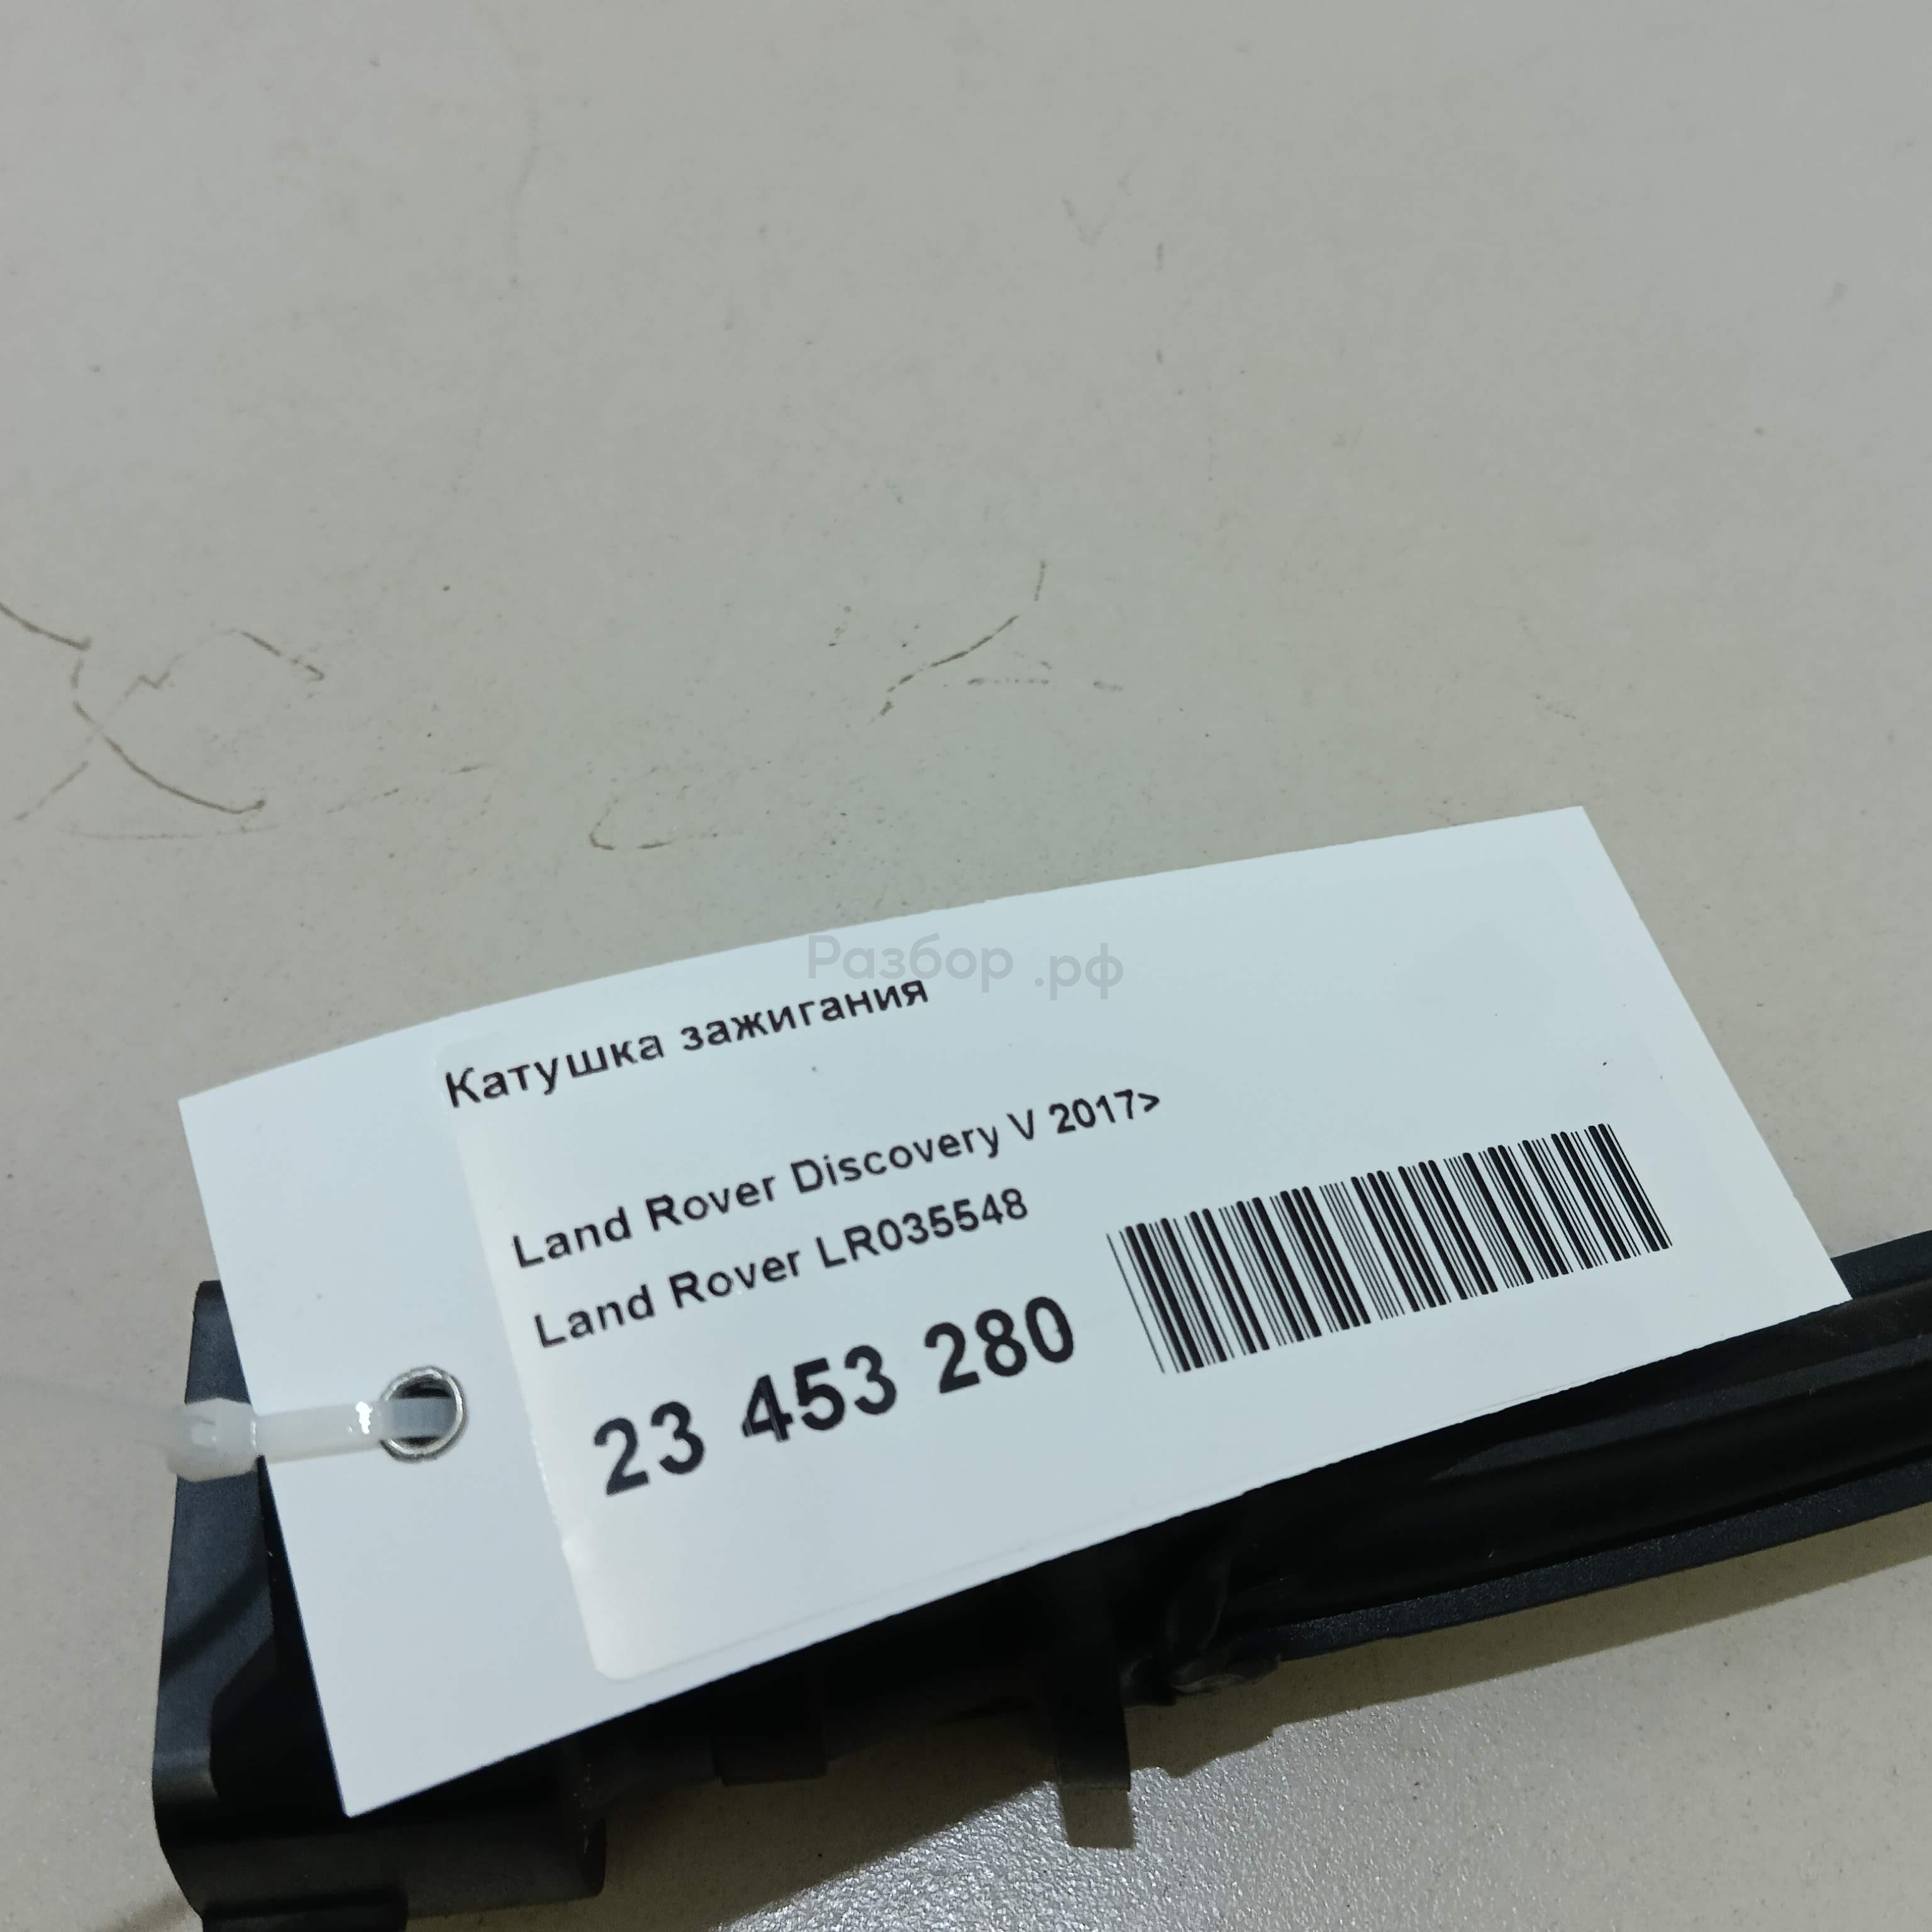 Разбор .рф
Катушка зажигания
Land Rover Discovery V 2017>
Land Rover LR035548
23 453 280